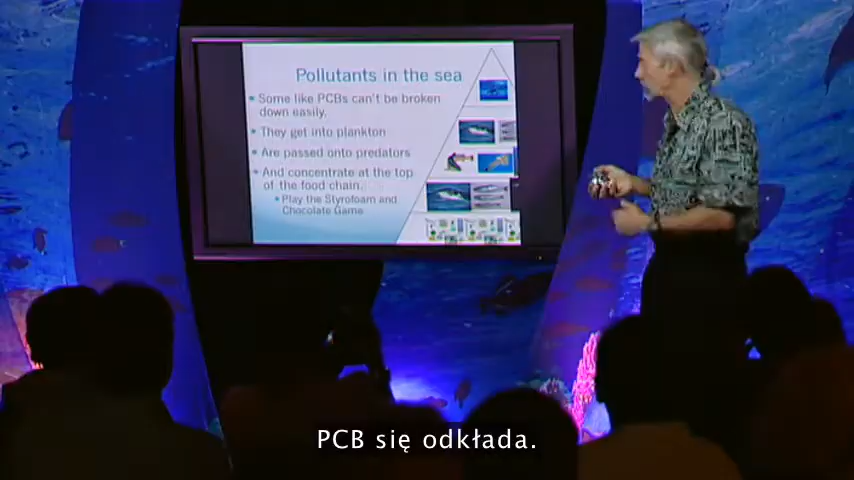 Pollutants in the sea
Some like PCBs can't be broken
down easily.
They get into plankton
Are passed onto predators
And concentrate at the top
of the food chain.
Play the Styrofoam and
Chocolate Game
PCB się odkłada.